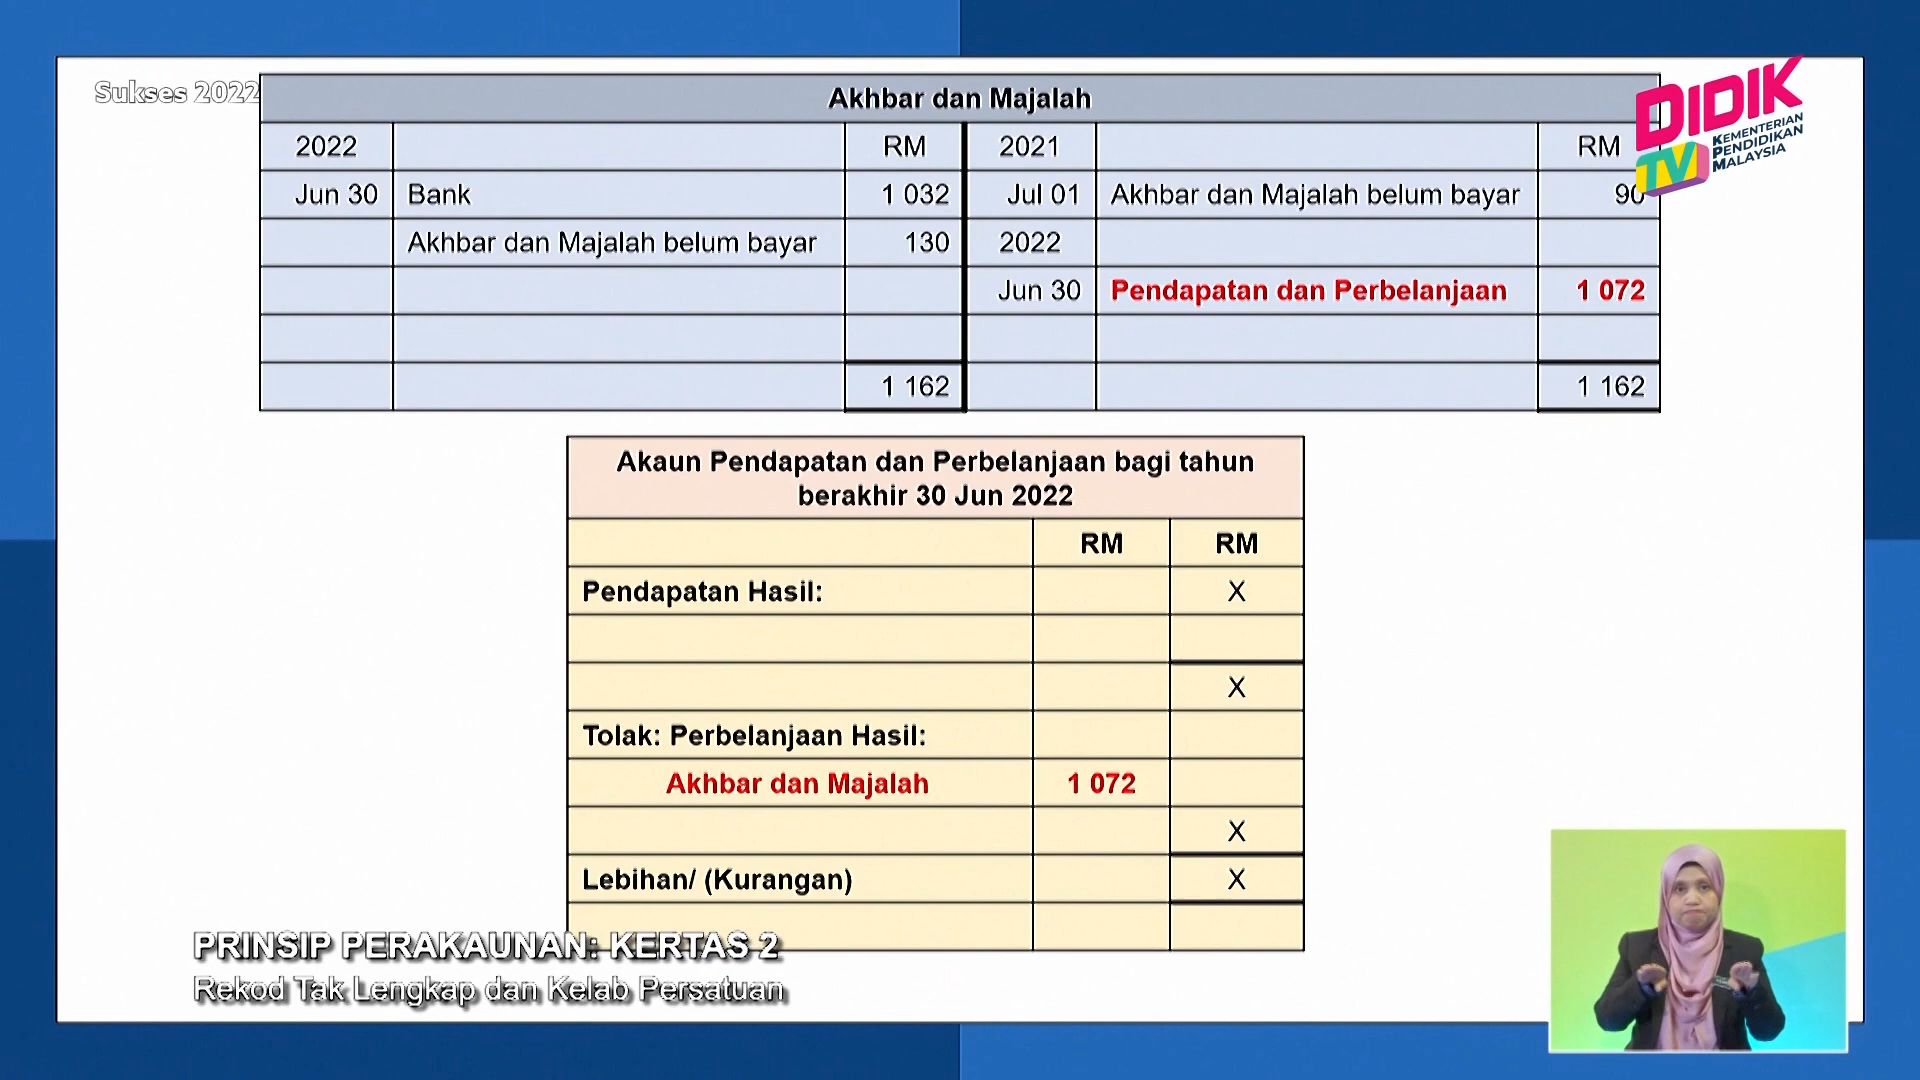 Sukses 2022
DIDIK
TV
KEMENTERIAN
PENDIDIKAN
MALAYSIA
Akhbar dan Majalah
2022 RM 2021 RM
Jun 30 Bank 1 032 Jul 01 Akhbar dan Majalah belum bayar 90
Akhbar dan Majalah belum bayar 130 2022
Jun 30 Pendapatan dan Perbelanjaan 1 072
1 162 1 162
Akaun Pendapatan dan Perbelanjaan bagi tahun
berakhir 30 Jun 2022
RM RM
Pendapatan Hasil: X
X
Tolak: Perbelanjaan Hasil:
Akhbar dan Majalah 1 072
X
Lebihan/ (Kurangan) X
PRINSIP PERAKAUNAN: KERTAS 2
Rekod Tak Lengkap dan Kelab Persatuan